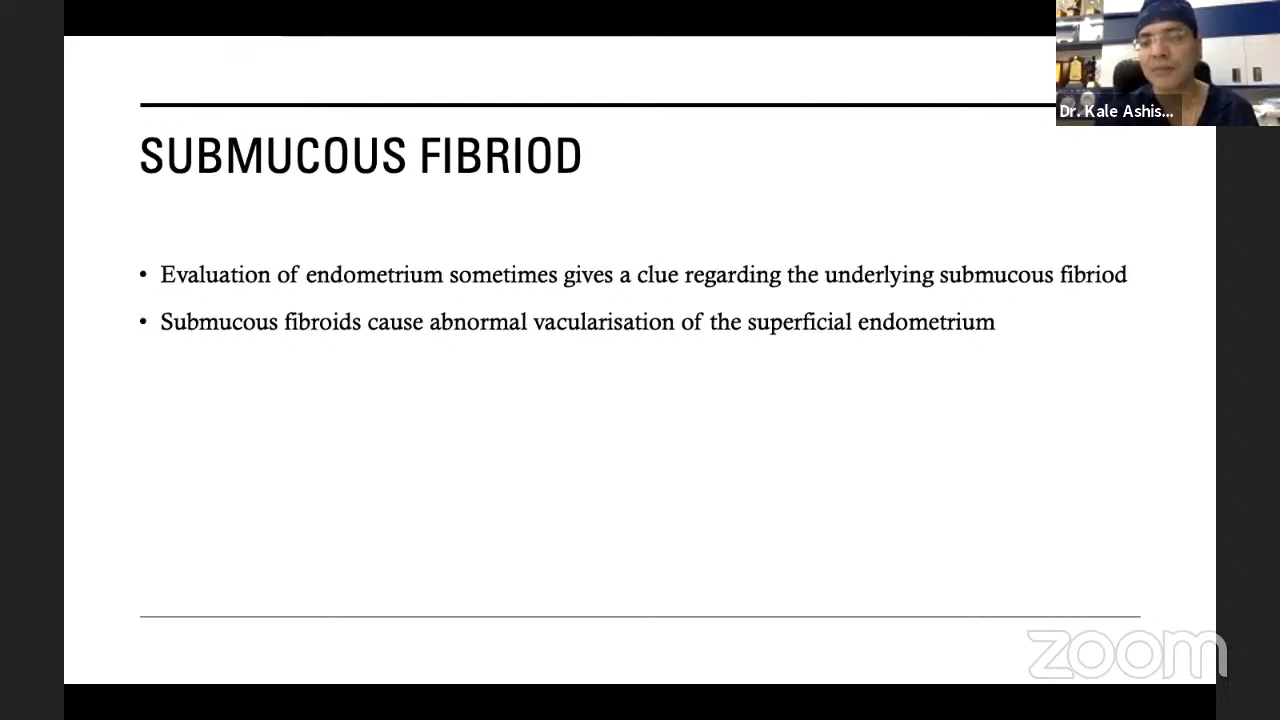 Dr. Kale Ashis...
SUBMUCOUS FIBRIOD
• Evaluation of endometrium sometimes gives a clue regarding the underlying submucous fibriod
• Submucous fibroids cause abnormal vacularisation of the superficial endometrium
zoom